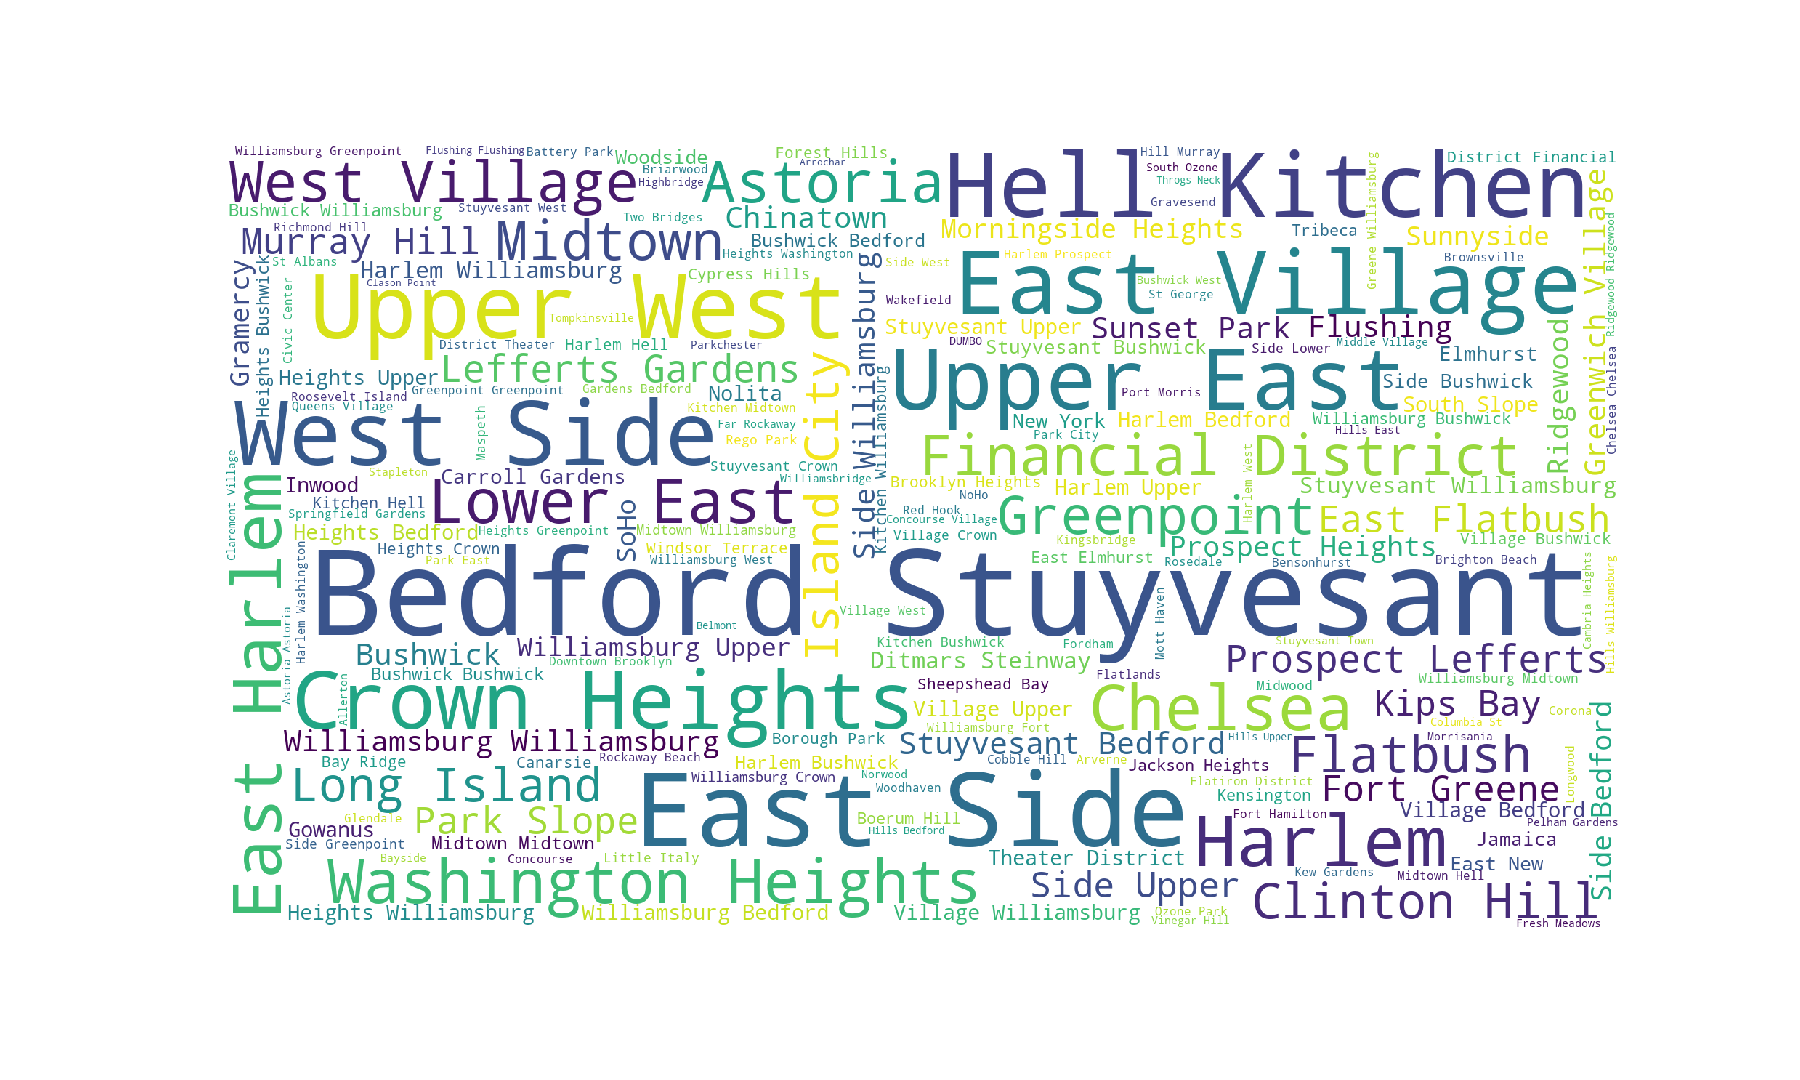 Williamsburg Greenpoint
Flushing Flushing
Battery Park
Woodside
Forest Hills
Arrochar
Hill Murray
District Financial
West Village
Briarwood
Highbridge
Astoria
Hell Kitchen
South Ozone
Throgs Neck
Gravesend
Greene Williamsburg
Greenwich Village
Bushwick Williamsburg
Stuyvesant West
Two Bridges
Chinatown
Morningside Heights
Tribeca
Sunnyside
Ridgewood Ridgewood
Richmond Hill
Murray Hill
Midtown
Bushwick Bedford
Heights Washington
Harlem Prospect
Brownsville
St Albans
Harlem Williamsburg
Clason Point
Cypress Hills
Side West
East Village
Bushwick West
St George
Gramercy
Heights Bushwick
Civic Center
Upper West
Tompkinsville
Side Williamsburg
Wakefield
Stuyvesant Upper
Sunset Park
Flushing
District Theater
Harlem Hell
Parkchester
DUMBO
Stuyvesant Bushwick
Side Lower
Middle Village
Elmhurst
Ridgewood
Heights Upper
Lefferts Gardens
Upper East
Side Bushwick
Greenpoint Greenpoint
Gardens Bedford
Nolita
Port Morris
South Slope
Chelsea Chelsea
Roosevelt Island
Queens Village
Kitchen Midtown
Island City
Kitchen Williamsburg
New York
Harlem Bedford
Williamsburg Bushwick
West Side
Maspeth
Far Rockaway
Rego Park
Park City
Hills East
Financial District
Claremont Village
Stapleton
Carroll Gardens
Stuyvesant Crown
Williamsbridge
Brooklyn Heights
Harlem Upper
Harlem West
Stuyvesant Williamsburg
East Harlem
Inwood
Kitchen Hell
Springfield Gardens
Lower East
SoHo
NoHo
Red Hook
Concourse Village
Village Crown
Greenpoint
East Flatbush
Heights Bedford
Heights Greenpoint
Midtown Williamsburg
Kingsbridge
Prospect Heights
Village Bushwick
Heights Crown
Park East
Windsor Terrace
Williamsburg West
East Elmhurst
Rosedale
Bensonhurst
Brighton Beach
Harlem Washington
Bedford Stuyvesant
Cambria Heights
Hills Williamsburg
Belmont
Village West
Mott Haven
Astoria Astoria
Bushwick
Williamsburg Upper
Kitchen Bushwick
Fordham
Stuyvesant Town
Downtown Brooklyn
Ditmars Steinway
Prospect Lefferts
Bushwick Bushwick
Flatlands
Allerton
Crown Heights
Sheepshead Bay
Chelsea
Midwood
Williamsburg Midtown
Village Upper
Kips Bay
Corona
Williamsburg Fort
Columbia St
Williamsburg Williamsburg
Borough Park
Stuyvesant Bedford
Hills Upper
Flatbush
Morrisania
Side Bedford
Bay Ridge
Canarsie
Rockaway Beach
Harlem Bushwick
Cobble Hill
Arverne
Jackson Heights
Longwood
Long Island
Williamsburg Crown
Norwood
Woodhaven
East Side
Flatiron District
Kensington
Fort Greene
Glendale
Park Slope
Boerum Hill
Hills Bedford
Fort Hamilton
Village Bedford
Pelham Gardens
Gowanus
Side Greenpoint
Midtown Midtown
Harlem
Jamaica
Bayside
Concourse
Little Italy
Theater District
East New
Washington Heights
Side Upper
Kew Gardens
Midtown Hell
Clinton Hill
Heights Williamsburg
Williamsburg Bedford
Village Williamsburg
Ozone Park
Vinegar Hill
Fresh Meadows